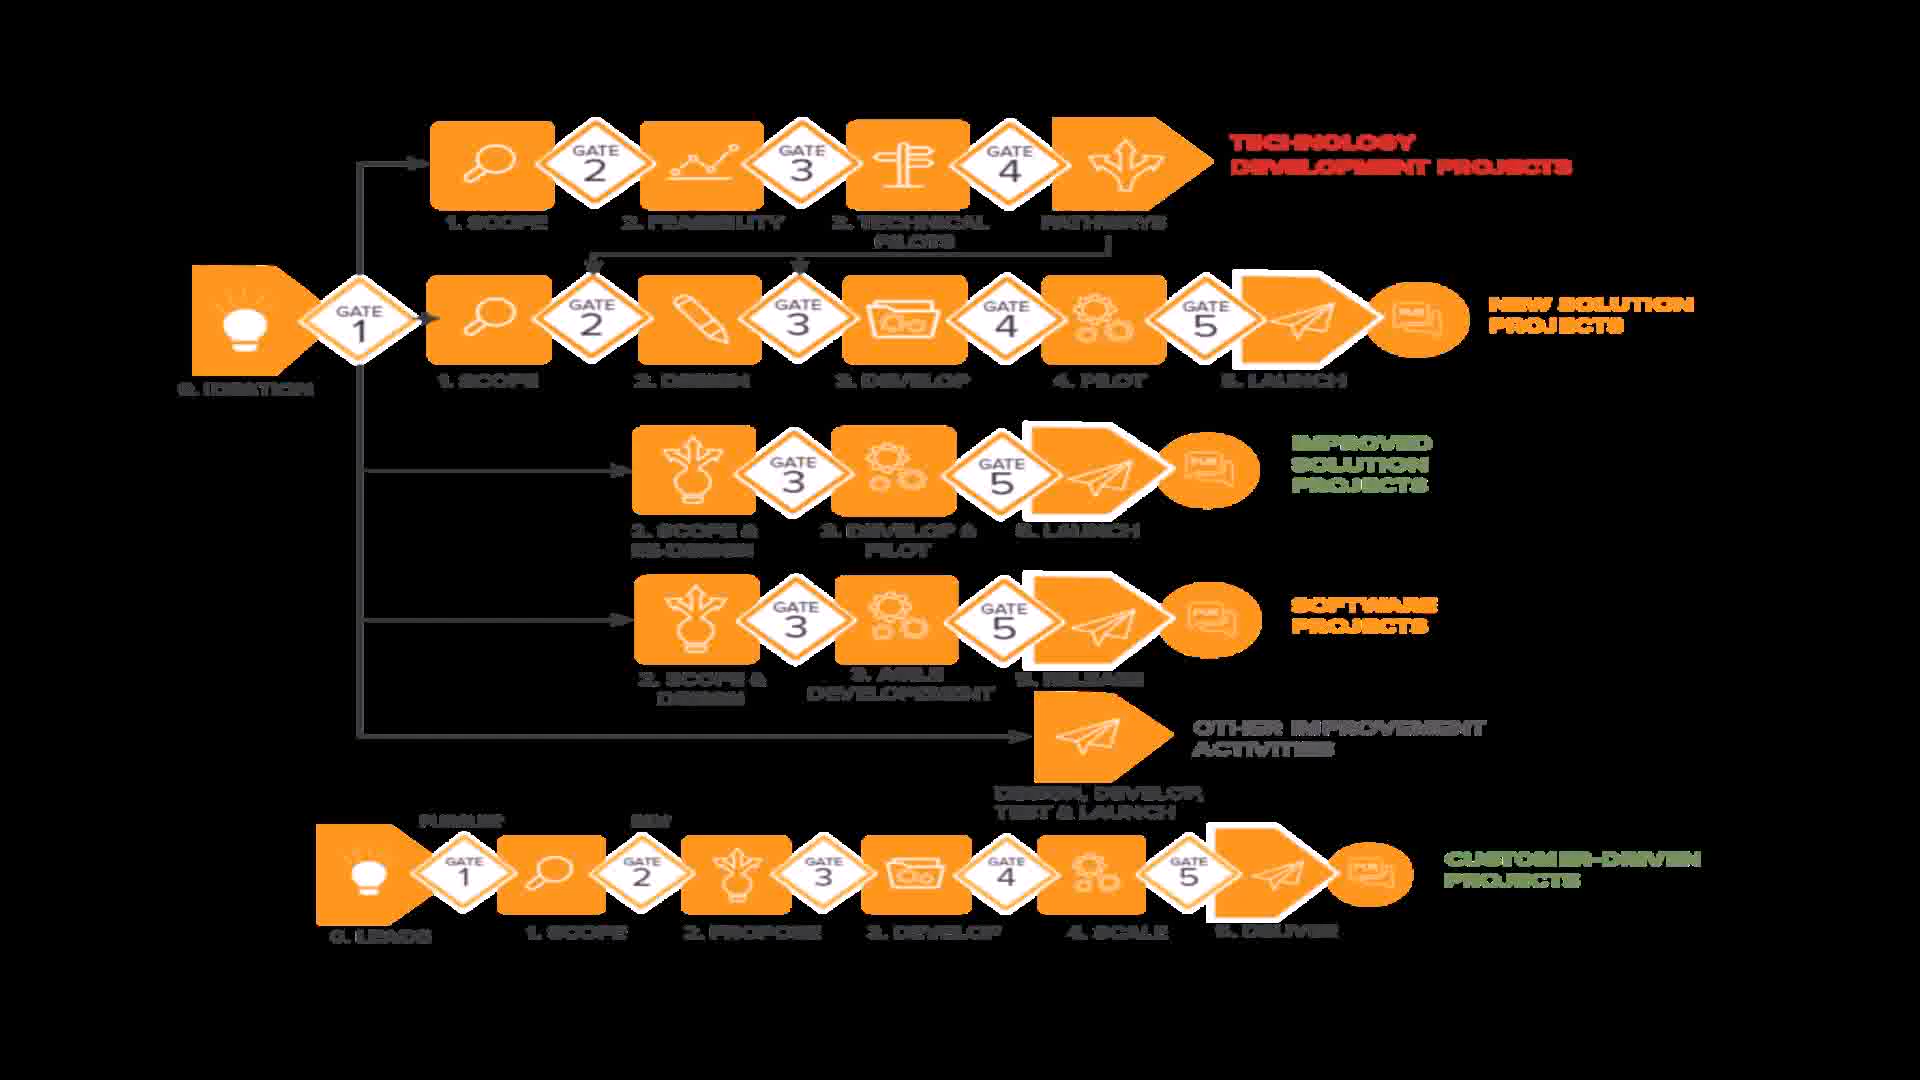 TECHNOLOGY
DEVELOPMENT PROJECTS
GATE
2
GATE
3
GATE
4
1. SCOPE
2. FEASIBILITY
3. TECHNICAL
PILOTS
PATHWAYS
GATE
1
GATE
2
GATE
3
GATE
4
GATE
5
PUB
NEW SOLUTION
PROJECTS
0. IDEATION
1. SCOPE
2. DESIGN
3. DEVELOP
4. PILOT
5. LAUNCH
GATE
3
GATE
5
PUB
IMPROVED
SOLUTION
PROJECTS
2. SCOPE &
RE-DESIGN
3. DEVELOP &
PILOT
5. LAUNCH
GATE
3
GATE
5
PUB
SOFTWARE
PROJECTS
2. SCOPE &
DESIGN
3. AGILE
DEVELOPEMENT
5. RELEASE
OTHER IMPROVEMENT
ACTIVITIES
DESIGN, DEVELOP,
TEST & LAUNCH
PURSUE?
GATE
1
GATE
2
GATE
3
GATE
4
GATE
5
PUB
CUSTOMER-DRIVEN
PROJECTS
0. LEADS
1. SCOPE
2. PROPOSE
3. DEVELOP
4. SCALE
5. DELIVER